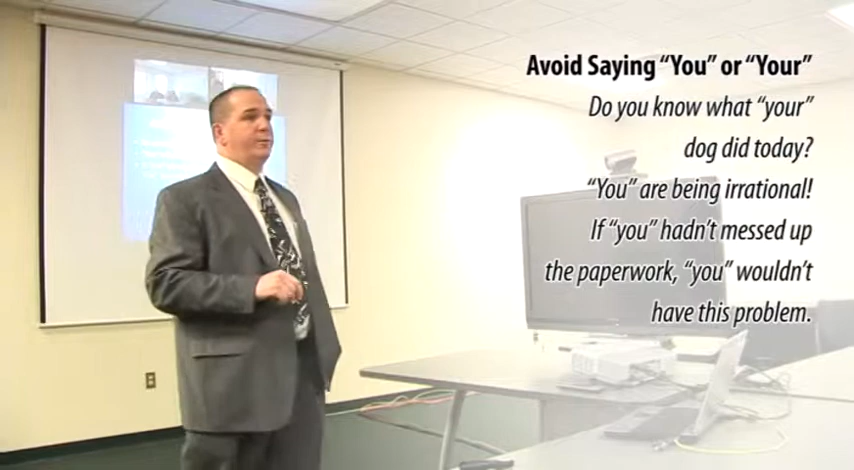 Avoid Saying “You” or “Your”
Do you know what “your”
dog did today?
“You” are being irrational!
If “you” hadn’t messed up
the paperwork, “you” wouldn’t
have this problem.